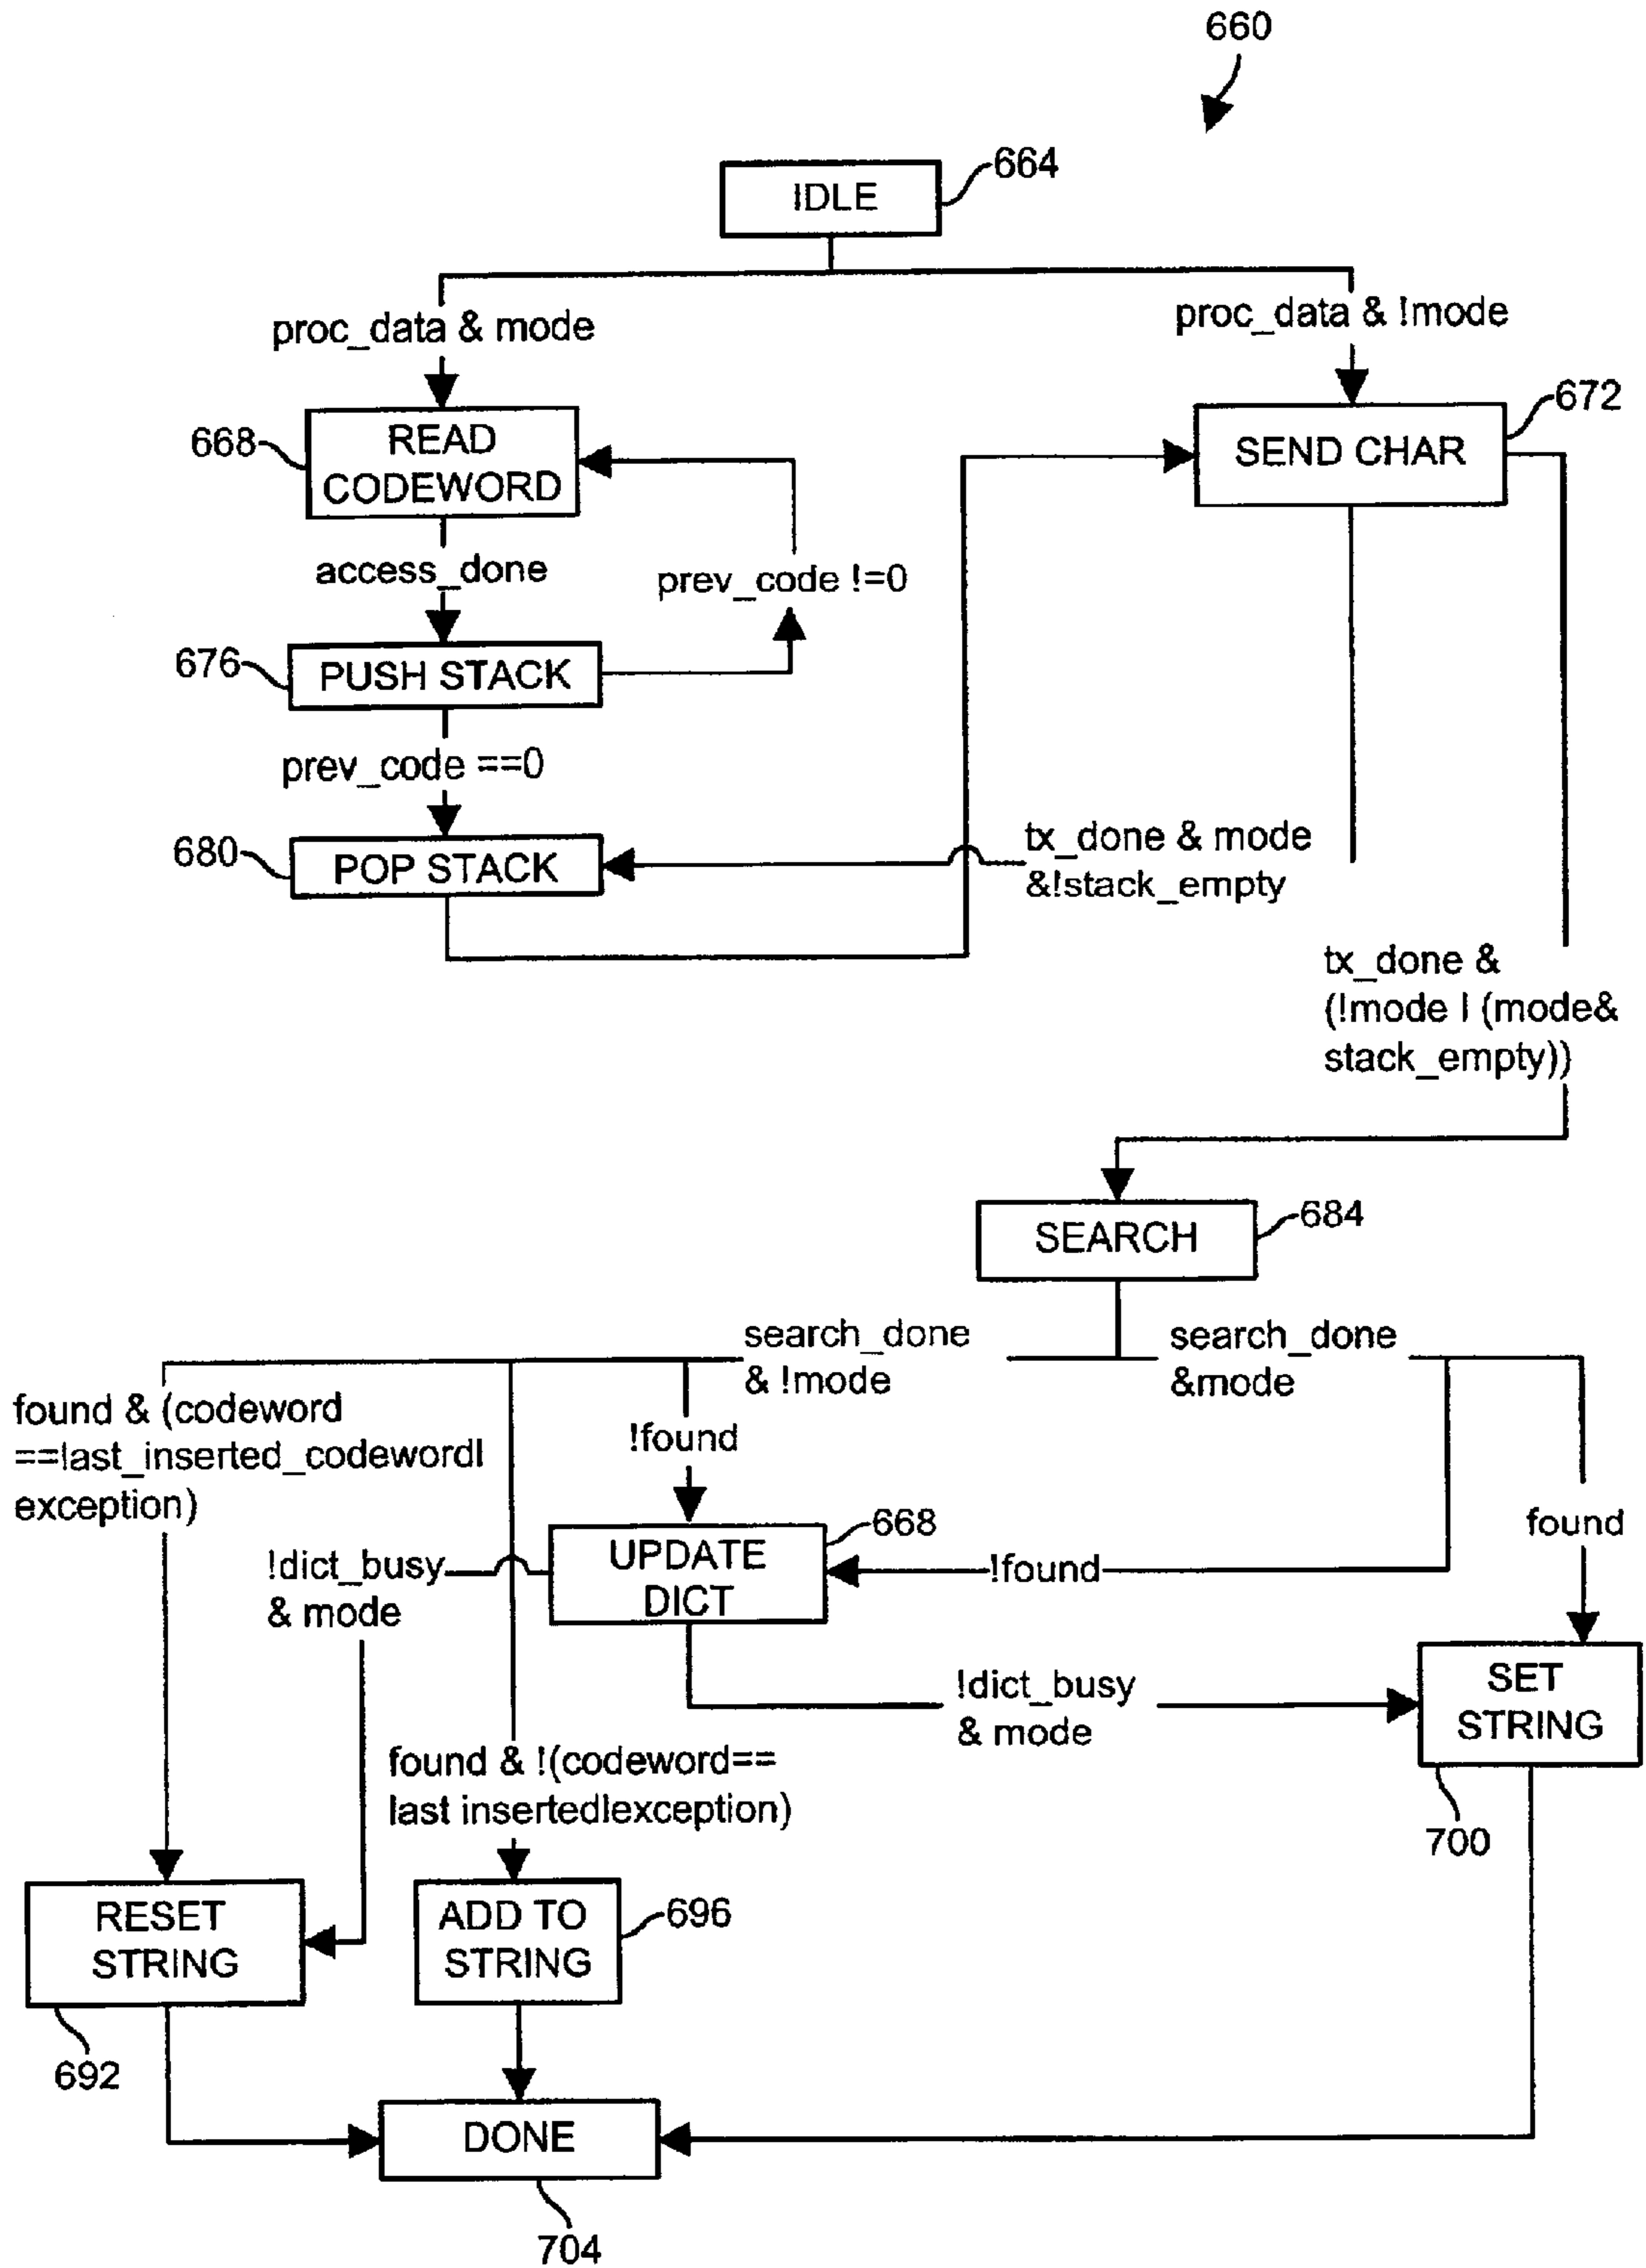 660
IDLE
664
proc_data & mode
proc_data & !mode
READ
CODEWORD
668
SEND CHAR
672
access_done
prev_code !=0
PUSH STACK
676
prev_code ==0
POP STACK
680
tx_done & mode
&!stack_empty
tx_done &
(!mode | (mode&
stack_empty))
SEARCH
684
search_done
& !mode
search_done
&mode
found & (codeword
==last_inserted_codeword|
exception)
!found
668
UPDATE
DICT
!found
found
!dict_busy
& mode
!dict_busy
& mode
SET
STRING
700
found & !(codeword==
last inserted|exception)
RESET
STRING
692
ADD TO
STRING
696
DONE
704